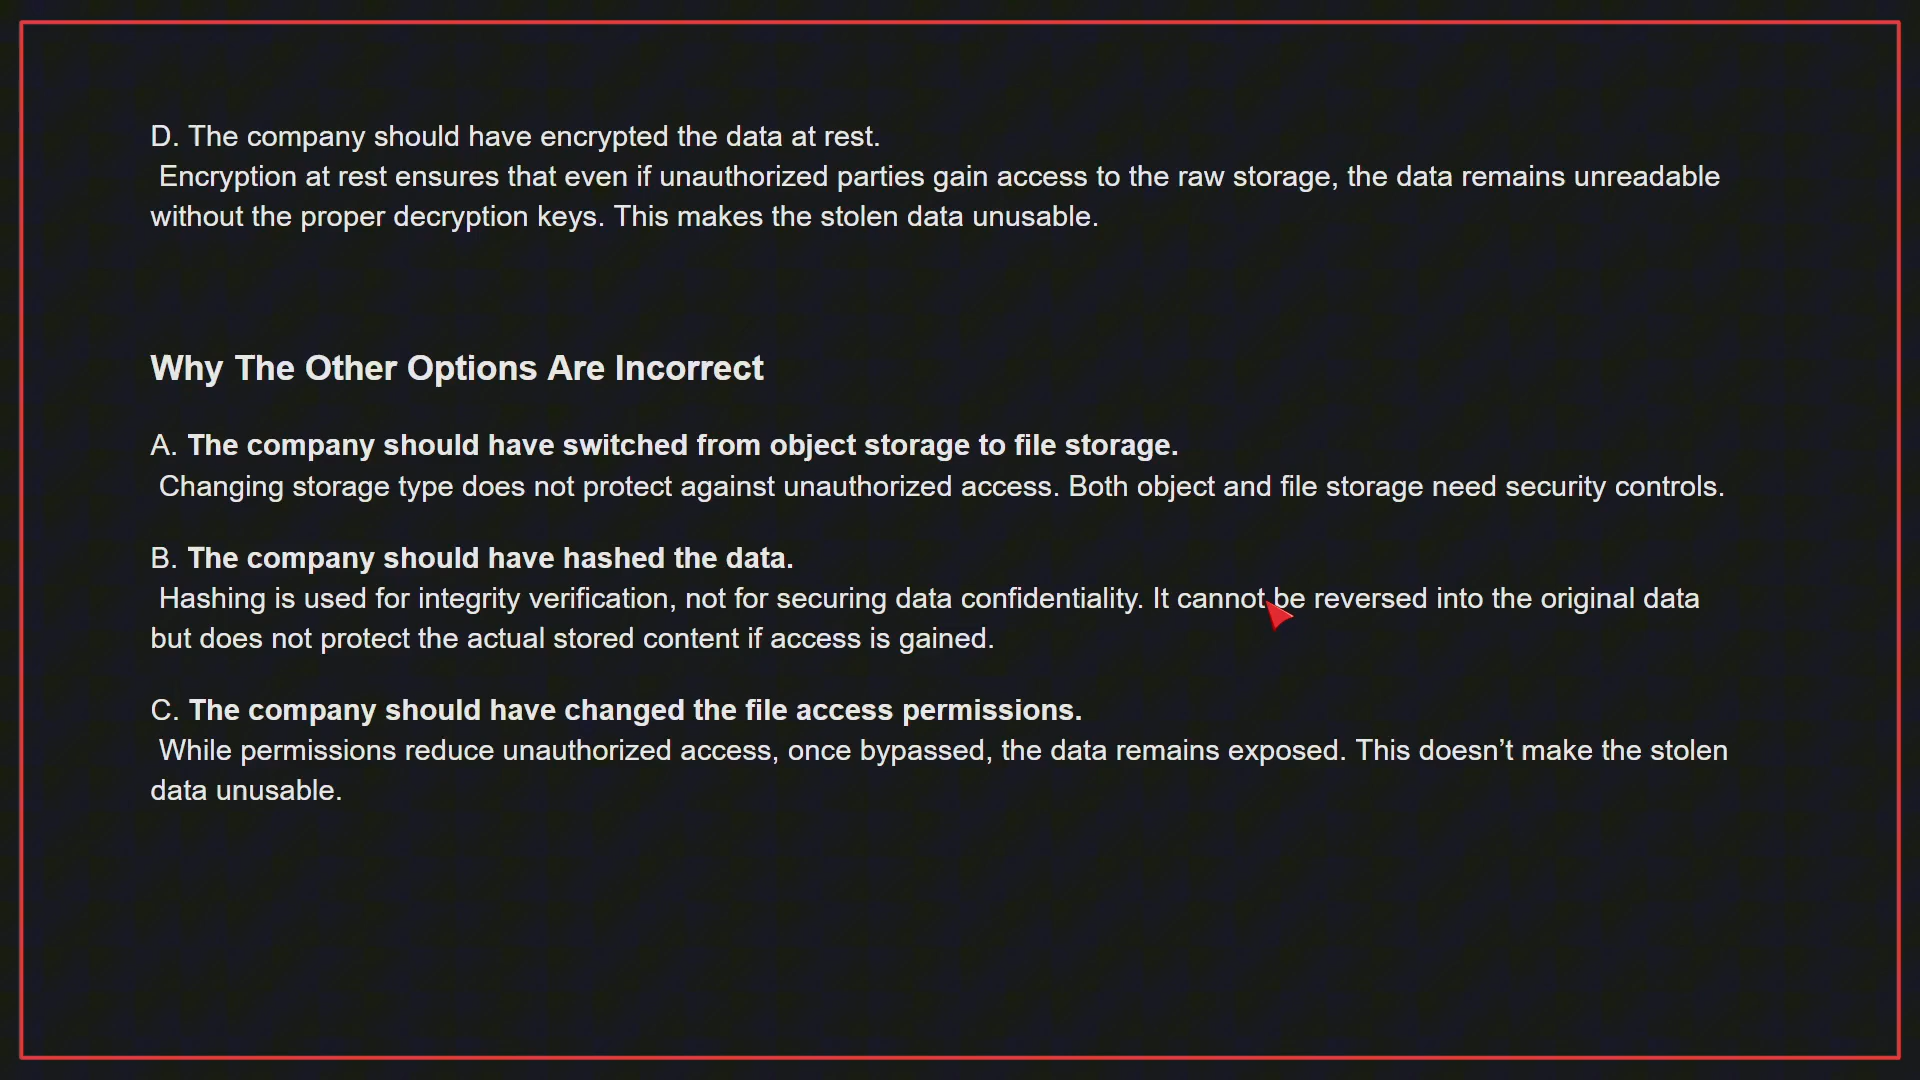 D. The company should have encrypted the data at rest.
Encryption at rest ensures that even if unauthorized parties gain access to the raw storage, the data remains unreadable
without the proper decryption keys. This makes the stolen data unusable.
Why The Other Options Are Incorrect
A. The company should have switched from object storage to file storage.
Changing storage type does not protect against unauthorized access. Both object and file storage need security controls.
B. The company should have hashed the data.
Hashing is used for integrity verification, not for securing data confidentiality. It cannot be reversed into the original data
but does not protect the actual stored content if access is gained.
C. The company should have changed the file access permissions.
While permissions reduce unauthorized access, once bypassed, the data remains exposed. This doesn’t make the stolen
data unusable.